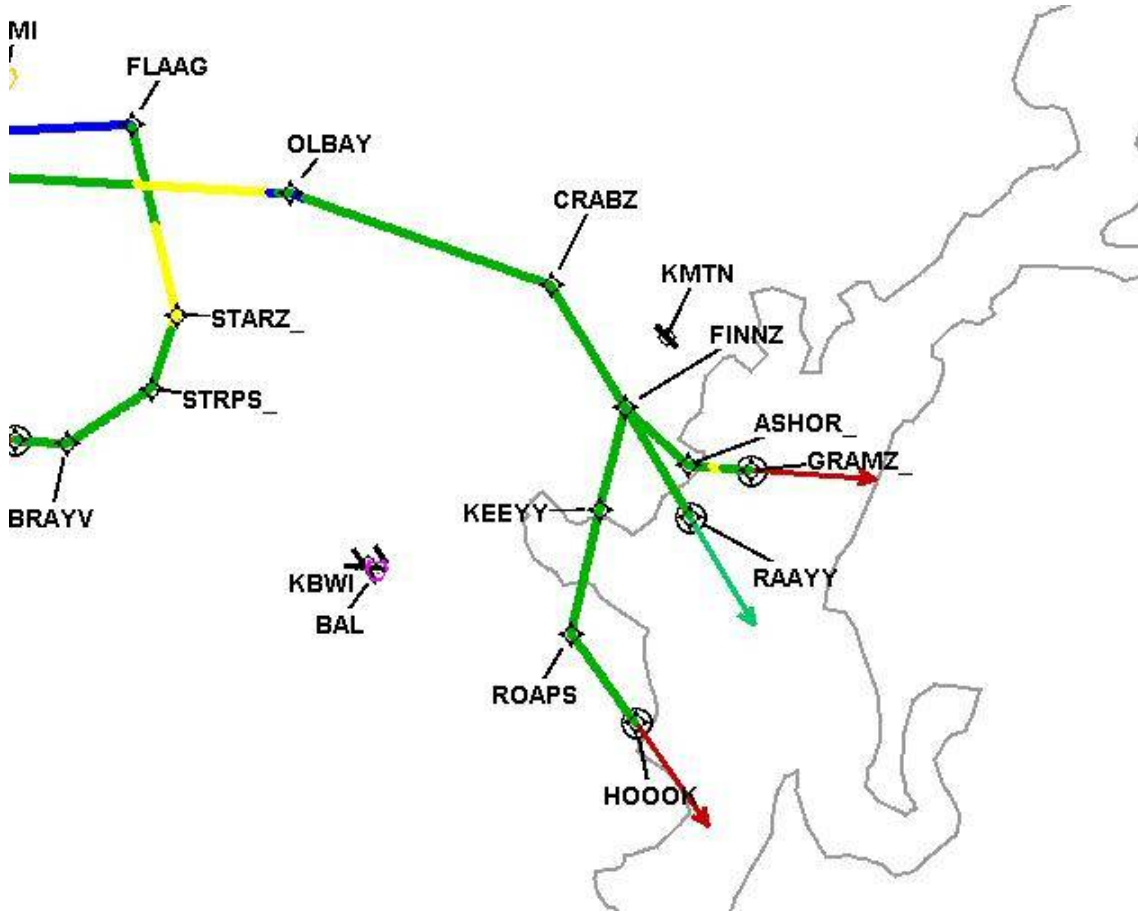 MI
FLAAG
OLBAY
CRABZ
KMTN
STARZ_
FINNZ
STRPS_
ASHOR_
GRAMZ_
KEEYY
BRAYV
RAAYY
KBWI
BAL
ROAPS
HOOOK